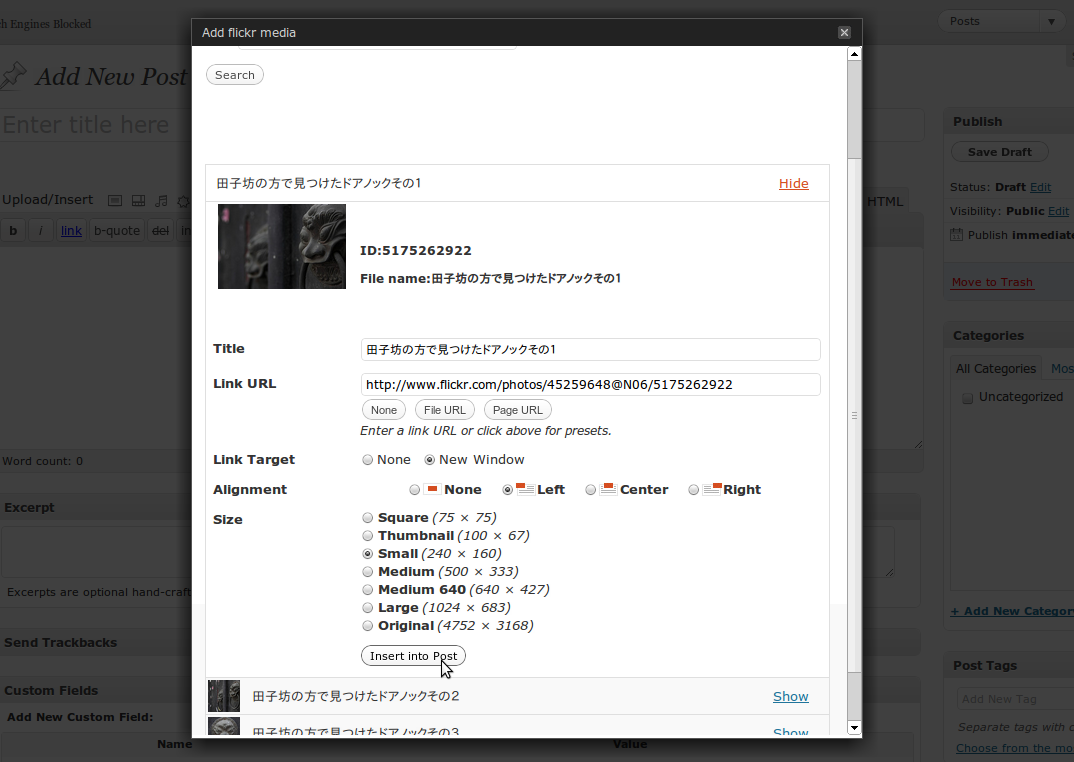 ch Engines Blocked
Posts
Add New Post
Enter title here
Upload/Insert
HTML
b i link b-quote del
Word count: 0
Excerpt
Excerpts are optional hand-craft
Send Trackbacks
Custom Fields
Add New Custom Field:
Name Value
Add flickr media
Search
田子坊の方で見つけたドアノックその1 Hide
ID:5175262922
File name:田子坊の方で見つけたドアノックその1
Title 田子坊の方で見つけたドアノックその1
Link URL http://www.flickr.com/photos/45259648@N06/5175262922
None File URL Page URL
Enter a link URL or click above for presets.
Link Target None New Window
Alignment None Left Center Right
Size Square (75 × 75)
Thumbnail (100 × 67)
Small (240 × 160)
Medium (500 × 333)
Medium 640 (640 × 427)
Large (1024 × 683)
Original (4752 × 3168)
Insert into Post
田子坊の方で見つけたドアノックその2 Show
田子坊の方で見つけたドアノックその3 Show
Publish
Save Draft
Status: Draft Edit
Visibility: Public Edit
Publish immediate
Move to Trash
Categories
All Categories Mos
Uncategorized
+ Add New Categor
Post Tags
Add New Tag
Separate tags with c
Choose from the mo